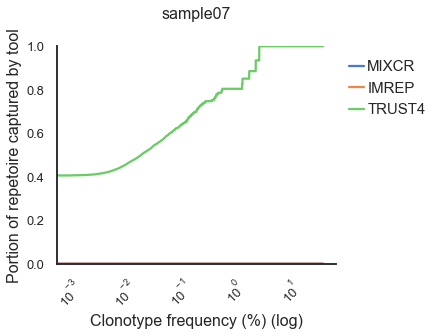 sample07
Portion of repetoire captured by tool
1.0
0.8
0.6
0.4
0.2
0.0
10⁻³
10⁻²
10⁻¹
10⁰
10¹
Clonotype frequency (%) (log)
MIXCR
IMREP
TRUST4